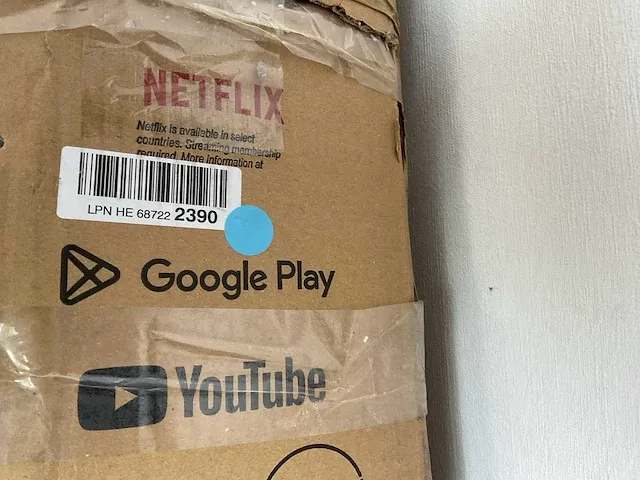 NETFLIX
Netflix is available in select
countries. Streaming membership
required. More information at
LPN HE 68722 2390
Google Play
YouTube